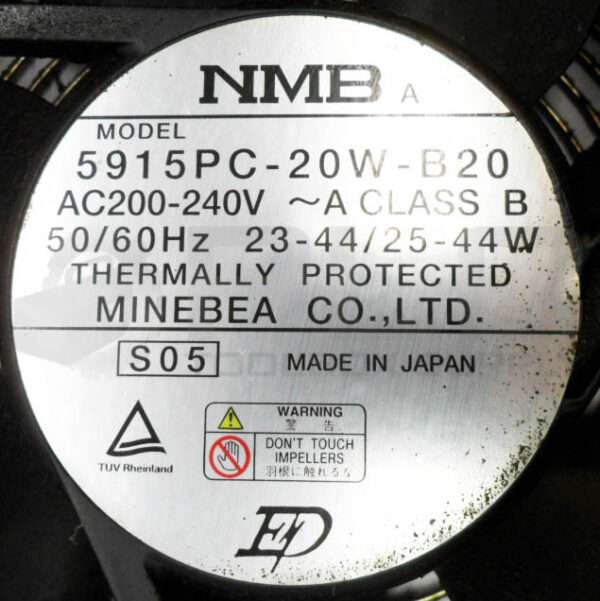 NMB A
MODEL
5915PC-20W-B20
AC200-240V ~A CLASS B
50/60Hz 23-44/25-44W
THERMALLY PROTECTED
MINEBEA CO.,LTD.
S05 MADE IN JAPAN
TÜV Rheinland
WARNING
警告
DON'T TOUCH
IMPELLERS
羽根に触れるな